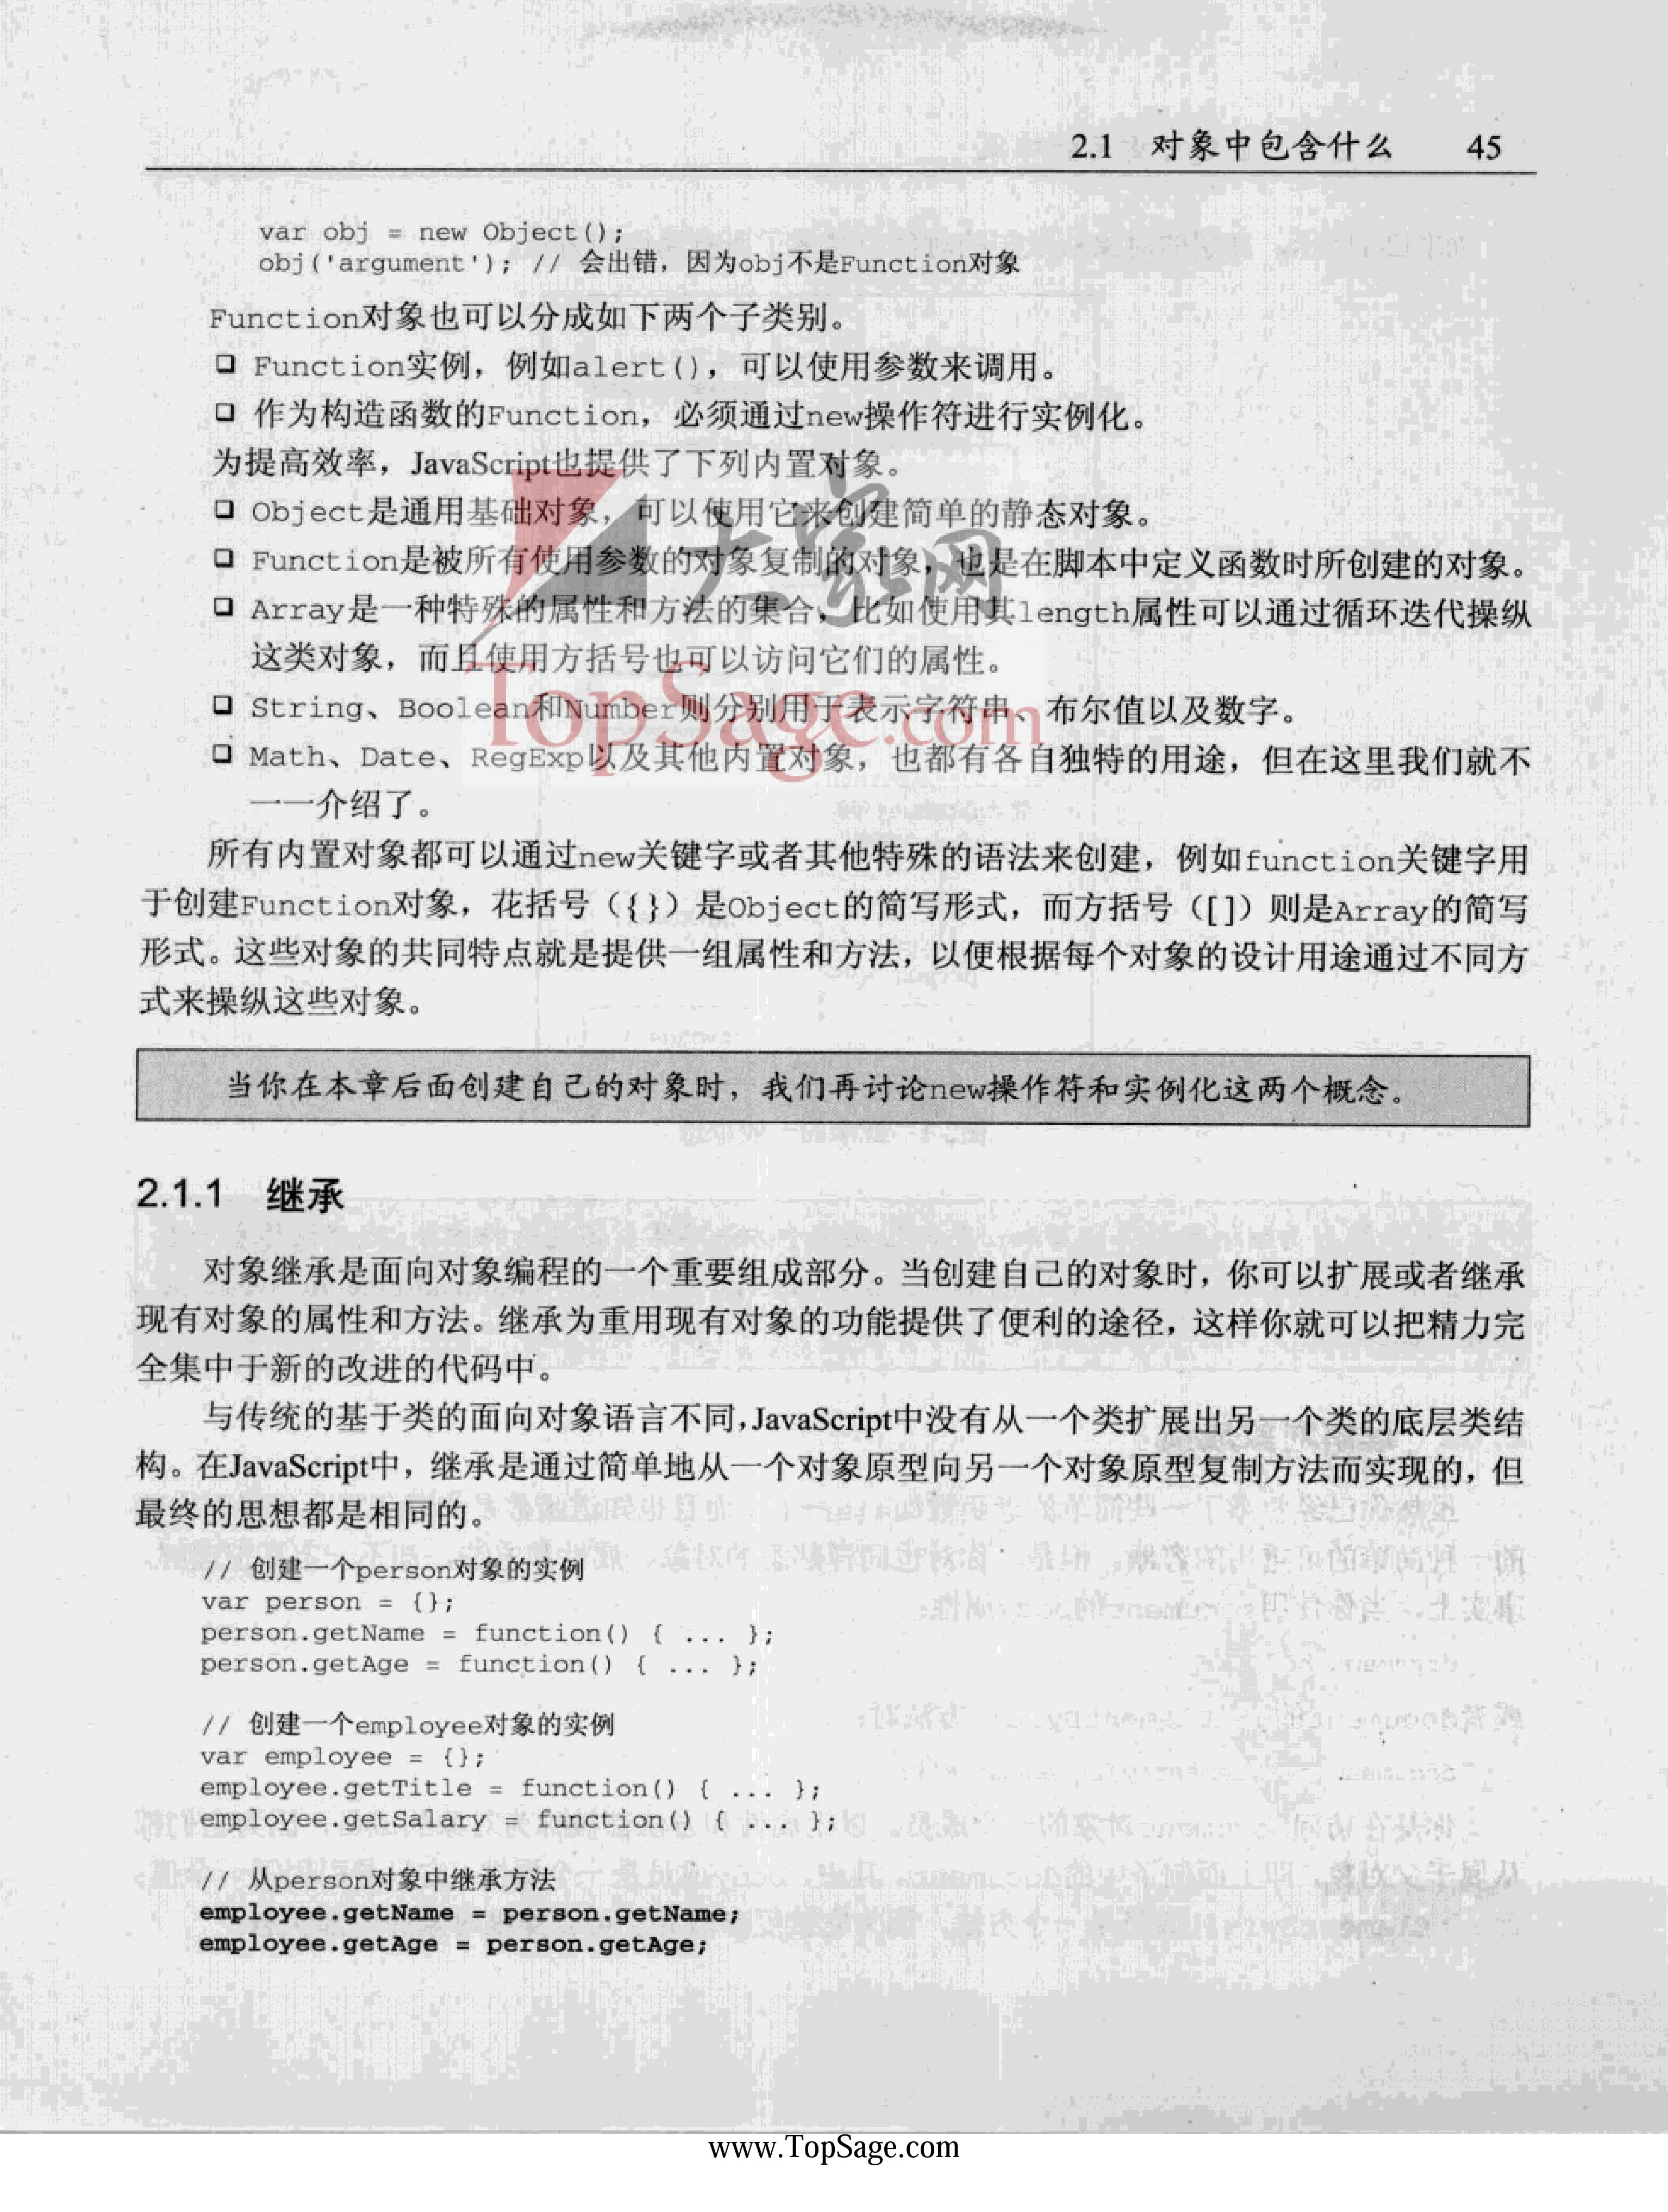 2.1 对象中包含什么 45
var obj = new Object();
obj('argument'); // 会出错，因为obj不是Function对象
Function对象也可以分成如下两个子类别。
❑ Function实例，例如alert()，可以使用参数来调用。
❑ 作为构造函数的Function，必须通过new操作符进行实例化。
为提高效率，JavaScript也提供了下列内置对象。
❑ Object是通用基础对象，可以使用它来创建简单的静态对象。
❑ Function是被所有使用参数的对象复制的对象，也是在脚本中定义函数时所创建的对象。
❑ Array是一种特殊的属性和方法的集合，比如使用其length属性可以通过循环迭代操纵
这类对象，而且使用方括号也可以访问它们的属性。
❑ String、Boolean和Number则分别用于表示字符串、布尔值以及数字。
❑ Math、Date、RegExp以及其他内置对象，也都有各自独特的用途，但在这里我们就不
一一介绍了。
大家网
TopSage.com
所有内置对象都可以通过new关键字或者其他特殊的语法来创建，例如function关键字用
于创建Function对象，花括号（{}）是Object的简写形式，而方括号（[]）则是Array的简写
形式。这些对象的共同特点就是提供一组属性和方法，以便根据每个对象的设计用途通过不同方
式来操纵这些对象。
当你在本章后面创建自己的对象时，我们再讨论new操作符和实例化这两个概念。
2.1.1 继承
对象继承是面向对象编程的一个重要组成部分。当创建自己的对象时，你可以扩展或者继承
现有对象的属性和方法。继承为重用现有对象的功能提供了便利的途径，这样你就可以把精力完
全集中于新的改进的代码中。
与传统的基于类的面向对象语言不同，JavaScript中没有从一个类扩展出另一个类的底层类结
构。在JavaScript中，继承是通过简单地从一个对象原型向另一个对象原型复制方法而实现的，但
最终的思想都是相同的。
// 创建一个person对象的实例
var person = {};
person.getName = function() { ... };
person.getAge = function() { ... };
// 创建一个employee对象的实例
var employee = {};
employee.getTitle = function() { ... };
employee.getSalary = function() { ... };
// 从person对象中继承方法
employee.getName = person.getName;
employee.getAge = person.getAge;
www.TopSage.com